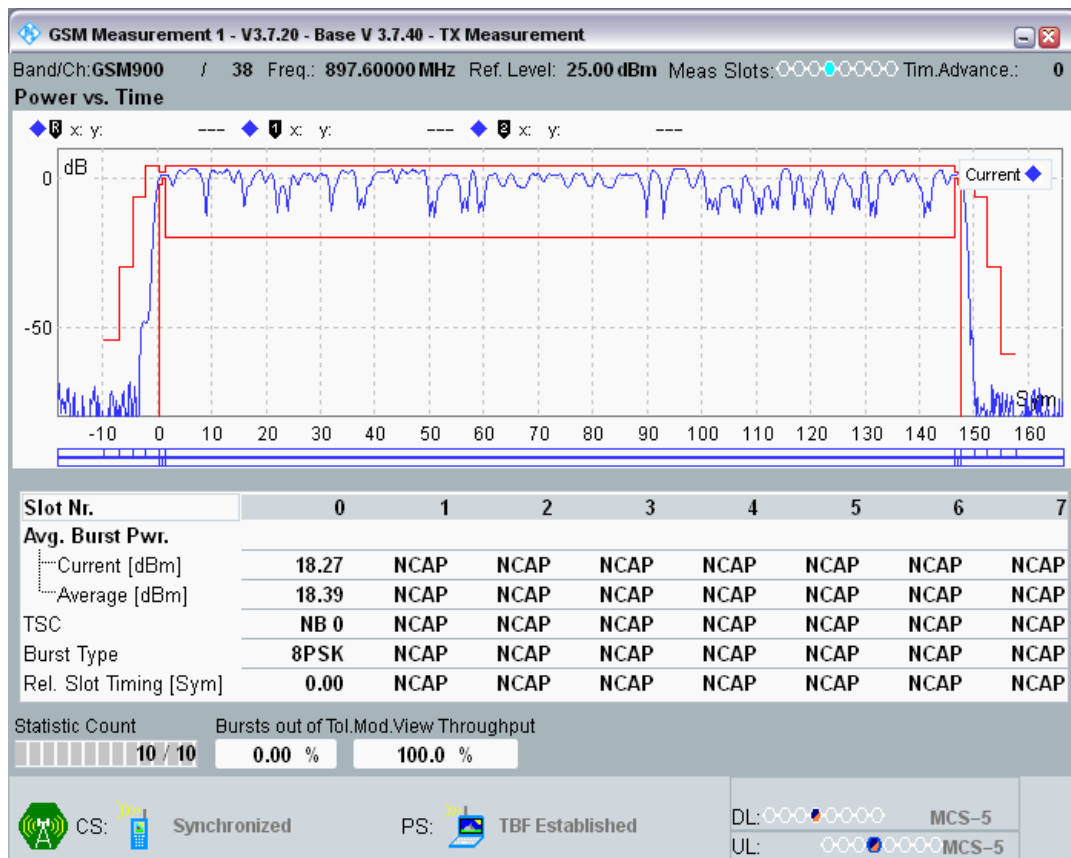 GSM Measurement 1 - V3.7.20 - Base V 3.7.40 - TX Measurement
Band/Ch:GSM900 / 38 Freq.: 897.60000 MHz Ref. Level: 25.00 dBm Meas Slots: Tim.Advance.: 0
Power vs. Time
R x: y: --- 1 x: y: --- 2 x: y: ---
dB
Current
0
-50
Sym
-10 0 10 20 30 40 50 60 70 80 90 100 110 120 130 140 150 160
Slot Nr. 0 1 2 3 4 5 6 7
Avg. Burst Pwr.
Current [dBm] 18.27 NCAP NCAP NCAP NCAP NCAP NCAP NCAP
Average [dBm] 18.39 NCAP NCAP NCAP NCAP NCAP NCAP NCAP
TSC NB 0 NCAP NCAP NCAP NCAP NCAP NCAP NCAP
Burst Type 8PSK NCAP NCAP NCAP NCAP NCAP NCAP NCAP
Rel. Slot Timing [Sym] 0.00 NCAP NCAP NCAP NCAP NCAP NCAP NCAP
Statistic Count Bursts out of Tol.Mod.View Throughput
10 / 10 0.00 % 100.0 %
CS: Synchronized PS: TBF Established
DL: MCS-5
UL: MCS-5